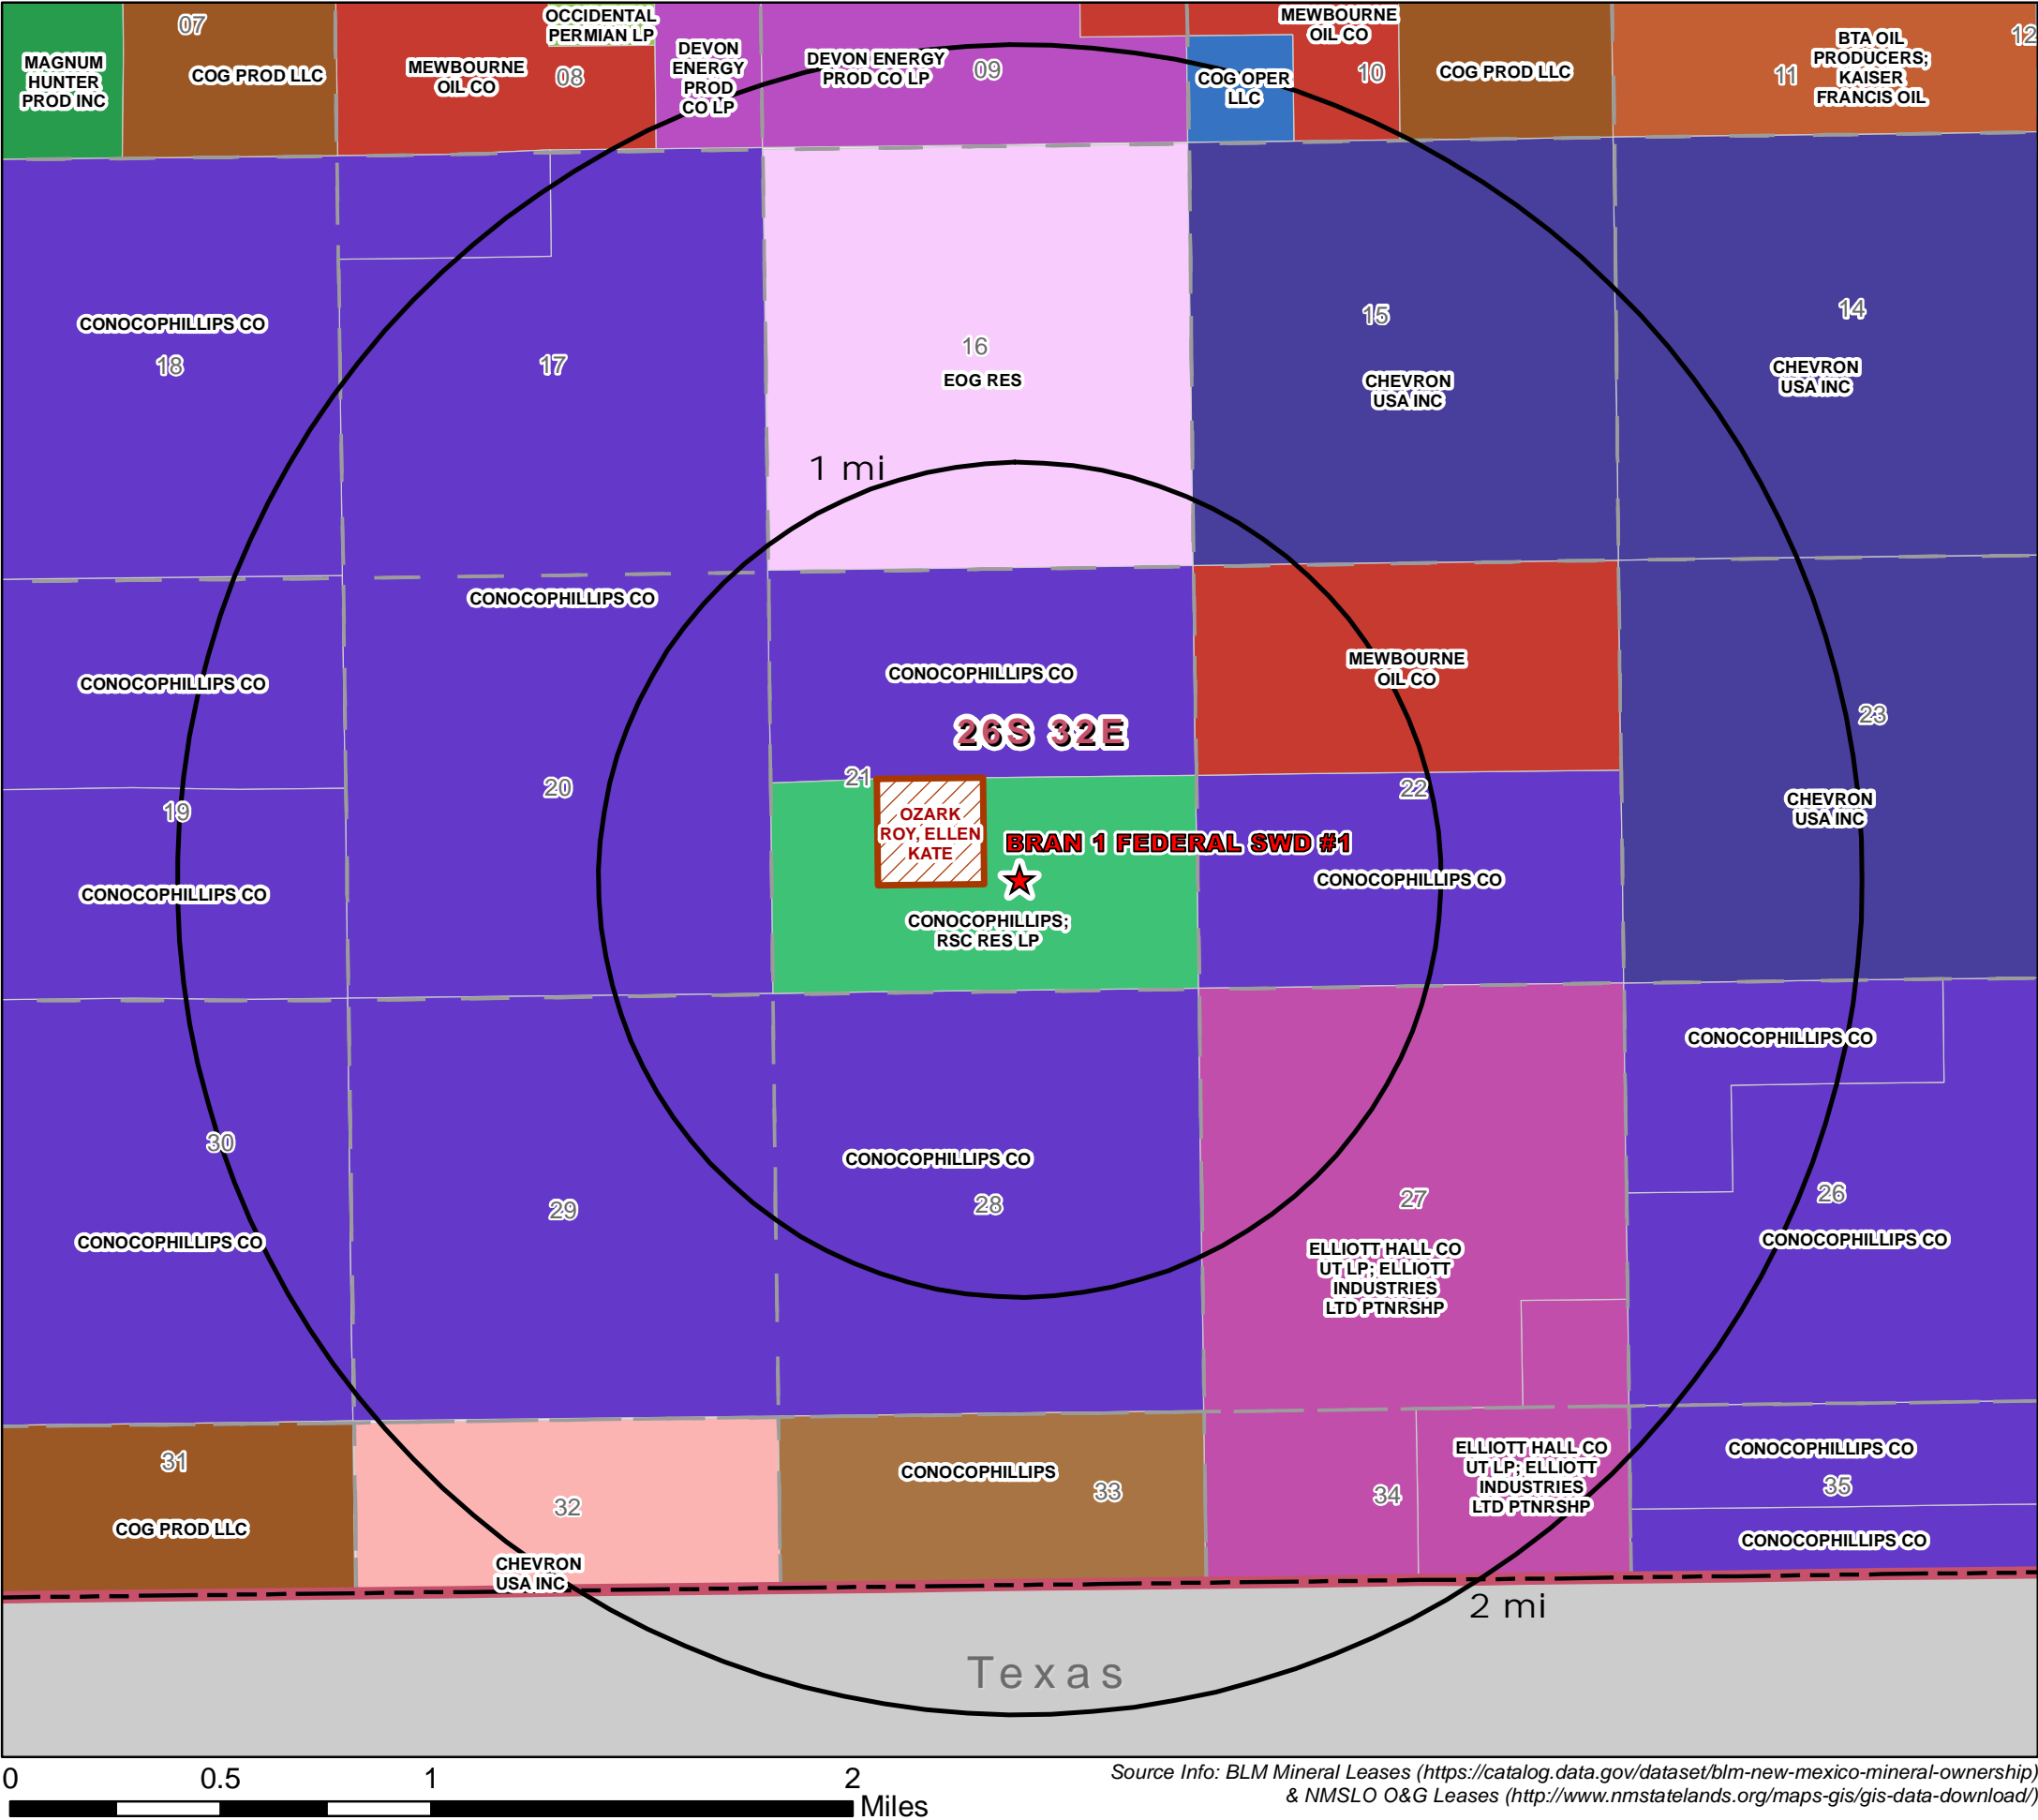 07
MAGNUM
HUNTER
PROD INC
COG PROD LLC
MEWBOURNE
OIL CO
08
OCCIDENTAL
PERMIAN LP
DEVON
ENERGY
PROD
CO LP
DEVON ENERGY
PROD CO LP
09
COG OPER
LLC
MEWBOURNE
OIL CO
10
COG PROD LLC
11
BTA OIL
PRODUCERS;
KAISER
FRANCIS OIL
12
CONOCOPHILLIPS CO
18
17
16
EOG RES
15
CHEVRON
USA INC
14
CHEVRON
USA INC
1 mi
CONOCOPHILLIPS CO
CONOCOPHILLIPS CO
CONOCOPHILLIPS CO
MEWBOURNE
OIL CO
26S 32E
23
19
20
21
22
CHEVRON
USA INC
OZARK
ROY, ELLEN
KATE
BRAN 1 FEDERAL SWD #1
CONOCOPHILLIPS CO
CONOCOPHILLIPS CO
CONOCOPHILLIPS;
RSC RES LP
CONOCOPHILLIPS CO
30
CONOCOPHILLIPS CO
29
CONOCOPHILLIPS CO
28
27
ELLIOTT HALL CO
UT LP; ELLIOTT
INDUSTRIES
LTD PTNRSHP
26
CONOCOPHILLIPS CO
31
COG PROD LLC
32
CHEVRON
USA INC
CONOCOPHILLIPS
33
34
ELLIOTT HALL CO
UT LP; ELLIOTT
INDUSTRIES
LTD PTNRSHP
CONOCOPHILLIPS CO
35
CONOCOPHILLIPS CO
2 mi
Texas
0 0.5 1 2
Miles
Source Info: BLM Mineral Leases (https://catalog.data.gov/dataset/blm-new-mexico-mineral-ownership)
& NMSLO O&G Leases (http://www.nmstatelands.org/maps-gis/gis-data-download/)